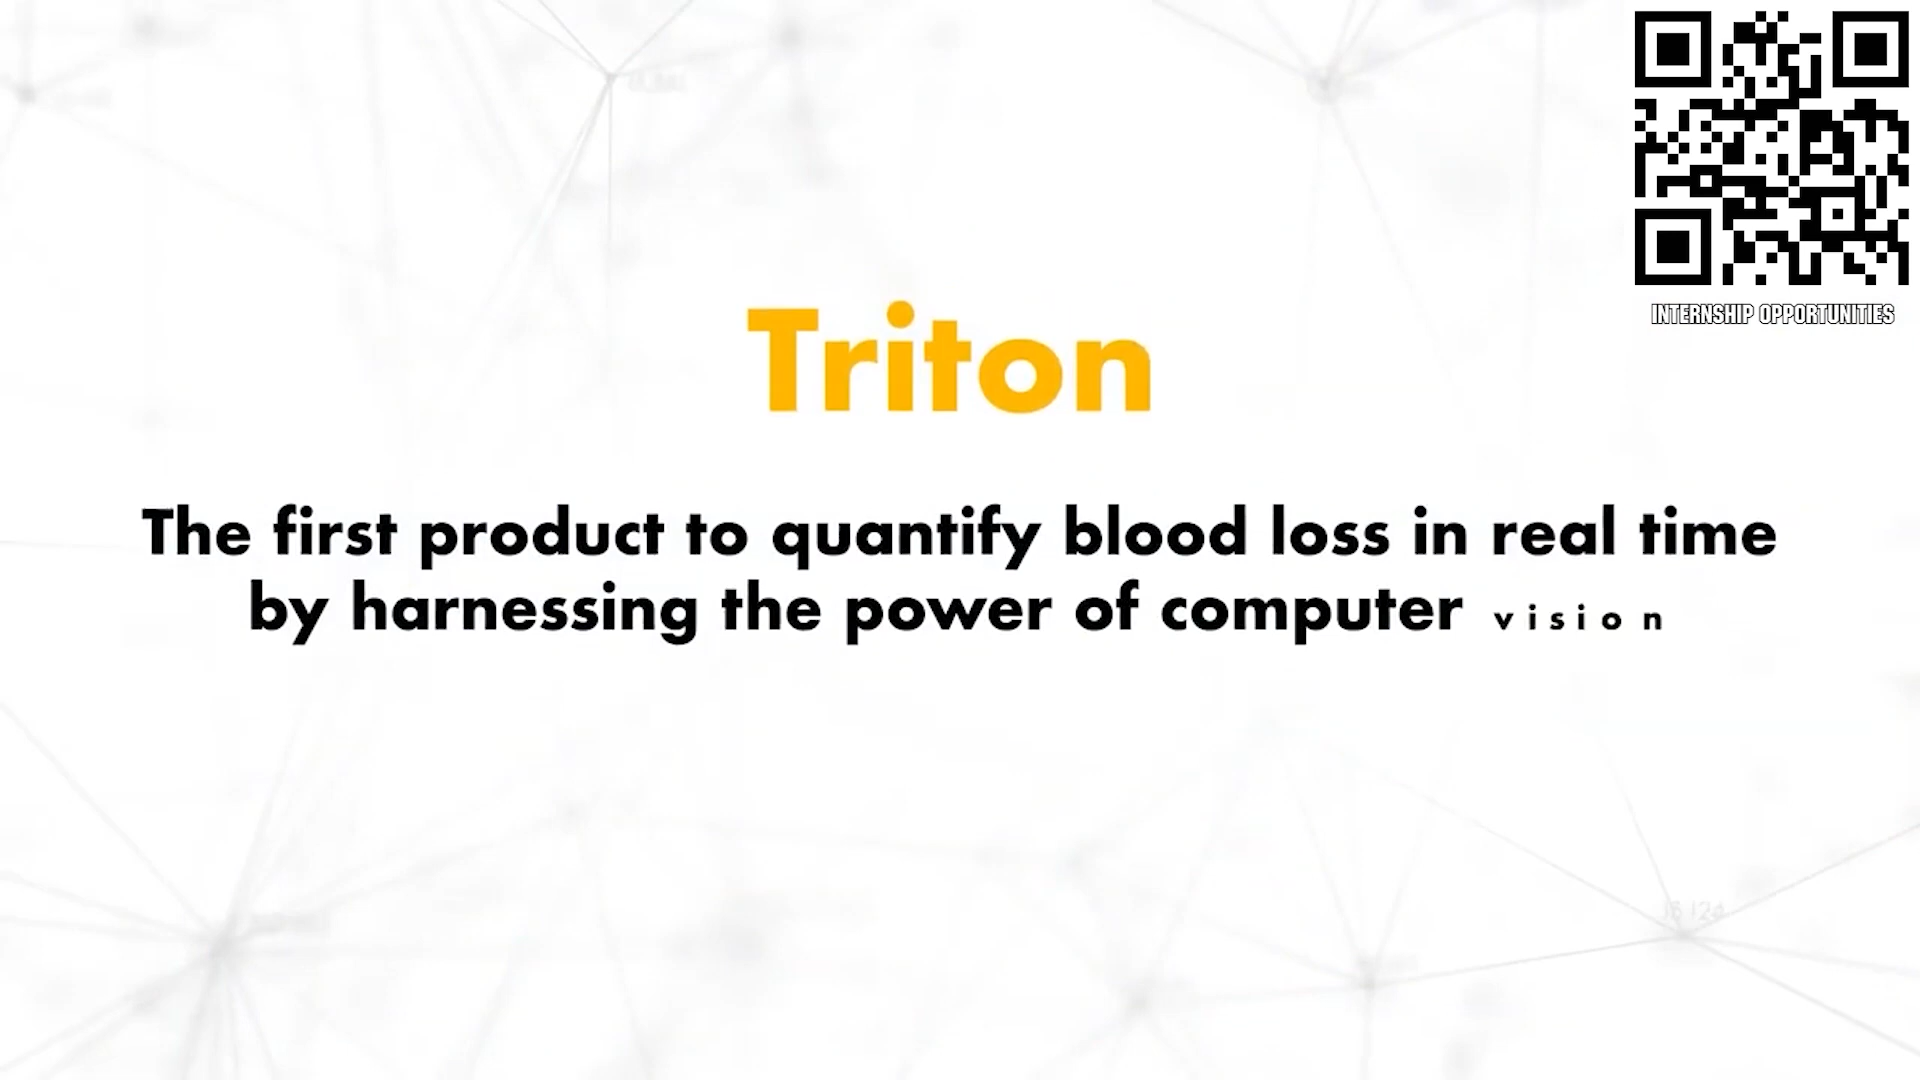 INTERNSHIP OPPORTUNITIES
Triton
The first product to quantify blood loss in real time
by harnessing the power of computer vision